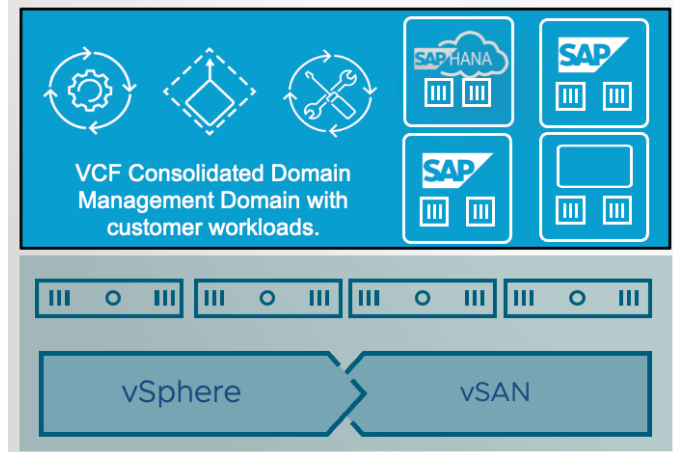 SAP HANA
SAP
VCF Consolidated Domain
Management Domain with
customer workloads.
SAP
vSphere
vSAN